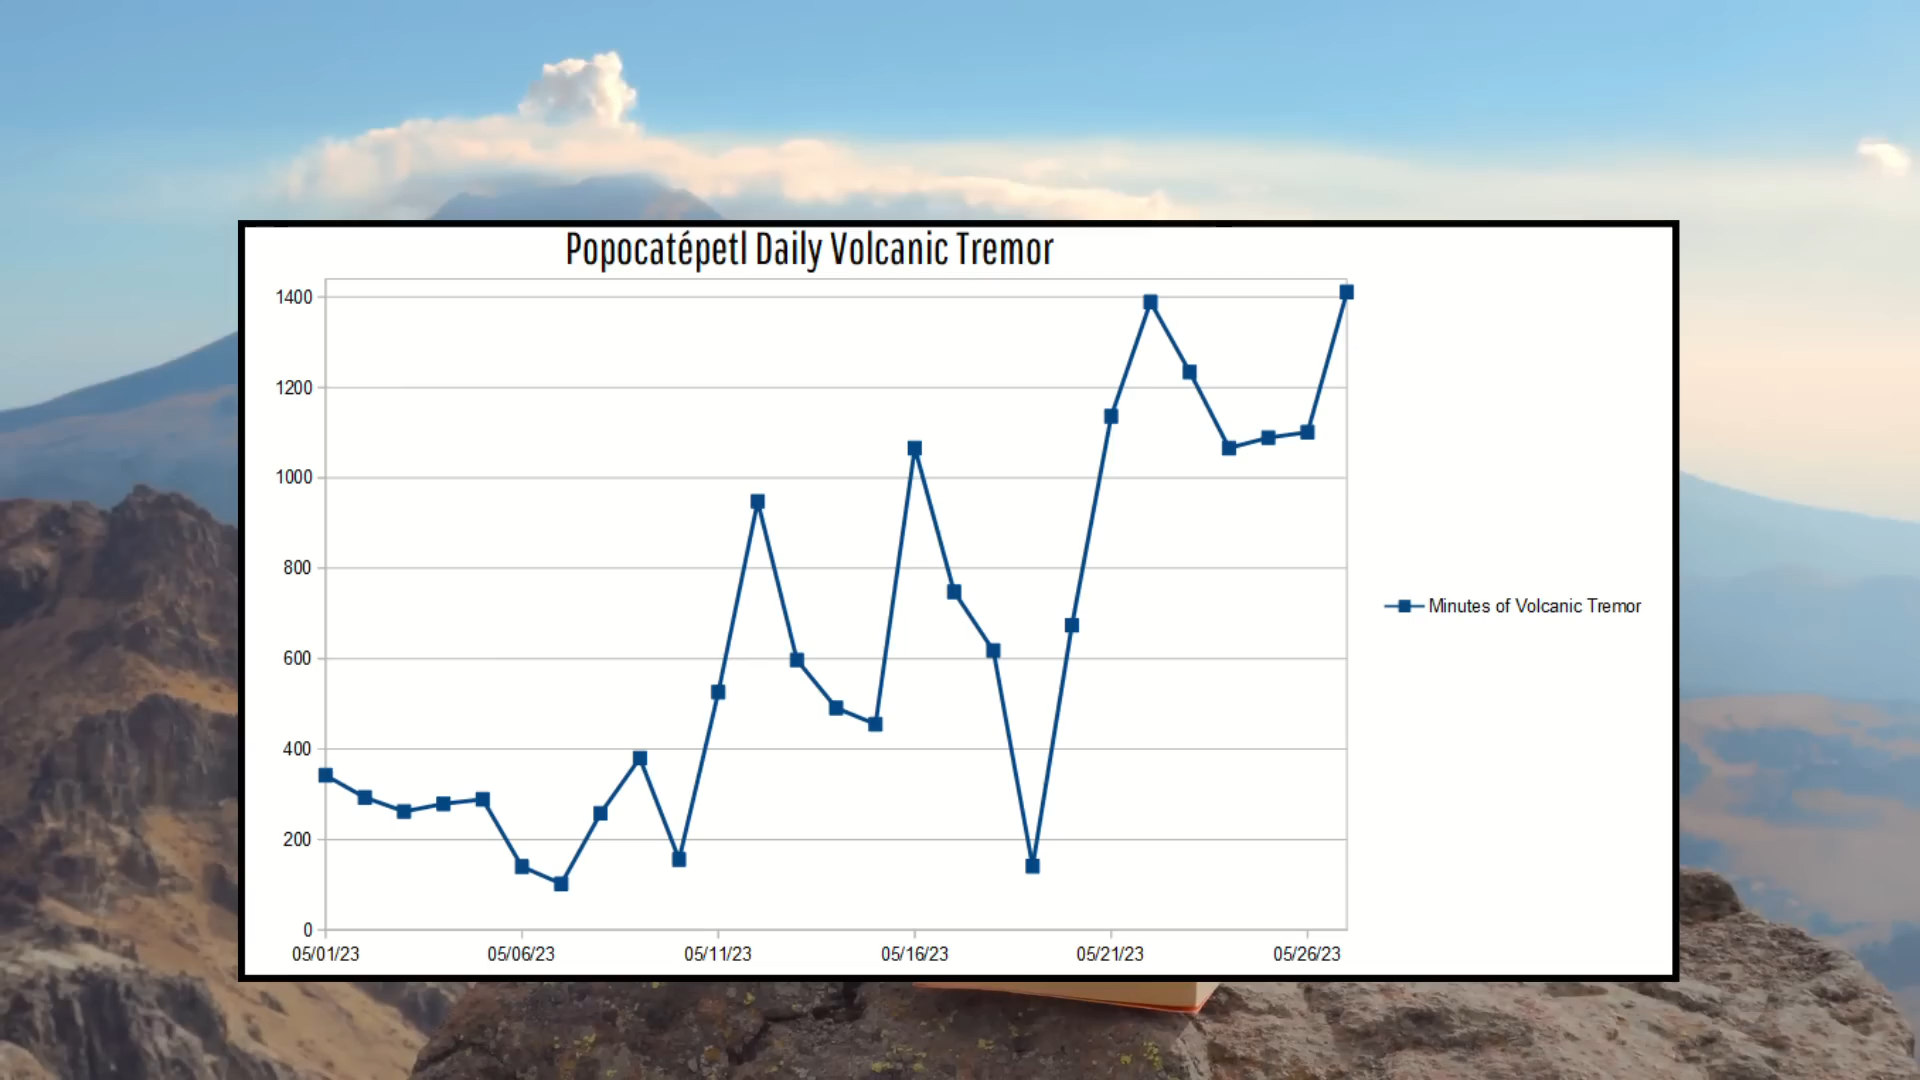 Popocatépetl Daily Volcanic Tremor
1400
1200
1000
800
600
400
200
0
05/01/23 05/06/23 05/11/23 05/16/23 05/21/23 05/26/23
Minutes of Volcanic Tremor